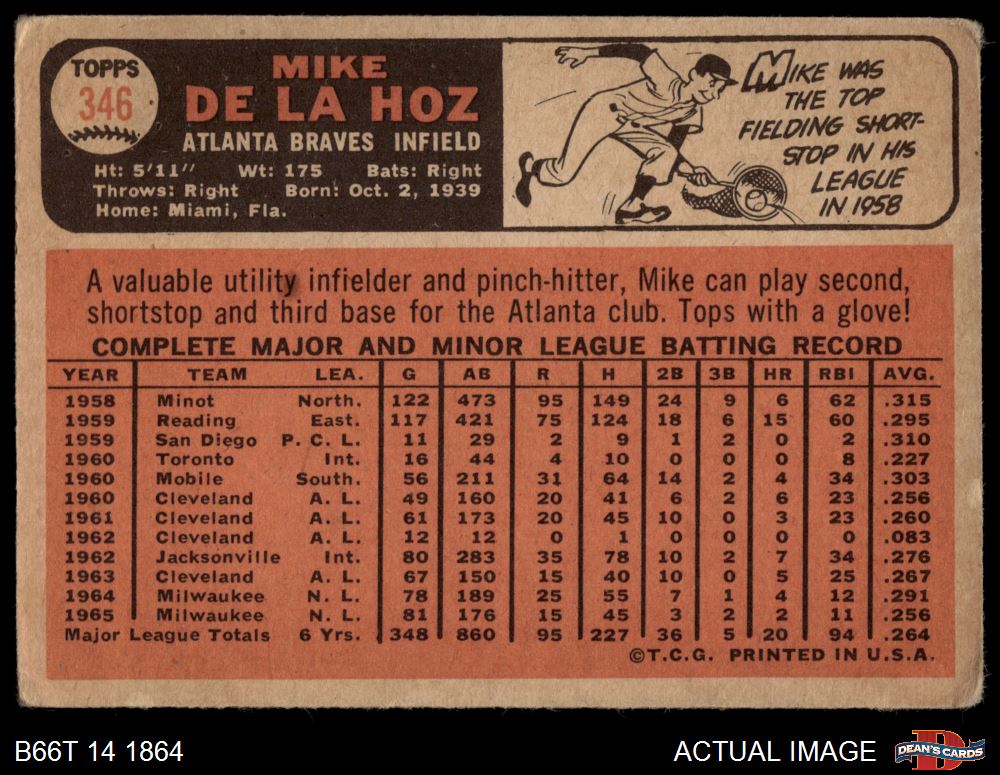 TOPPS
346
MIKE
DE LA HOZ
ATLANTA BRAVES INFIELD
Ht: 5'11" Wt: 175 Bats: Right
Throws: Right Born: Oct. 2, 1939
Home: Miami, Fla.
MIKE WAS
THE TOP
FIELDING SHORT-
STOP IN HIS
LEAGUE
IN 1958
A valuable utility infielder and pinch-hitter, Mike can play second,
shortstop and third base for the Atlanta club. Tops with a glove!
COMPLETE MAJOR AND MINOR LEAGUE BATTING RECORD
YEAR TEAM LEA. G AB R H 2B 3B HR RBI AVG.
1958 Minot North. 122 473 95 149 24 9 6 62 .315
1959 Reading East. 117 421 75 124 18 6 15 60 .295
1959 San Diego P. C. L. 11 29 2 9 1 2 0 2 .310
1960 Toronto Int. 16 44 4 10 0 0 0 8 .227
1960 Mobile South. 56 211 31 64 14 2 4 34 .303
1960 Cleveland A. L. 49 160 20 41 6 2 6 23 .256
1961 Cleveland A. L. 61 173 20 45 10 0 3 23 .260
1962 Cleveland A. L. 12 12 0 1 0 0 0 0 .083
1962 Jacksonville Int. 80 283 35 78 10 2 7 34 .276
1963 Cleveland A. L. 67 150 15 40 10 0 5 25 .267
1964 Milwaukee N. L. 78 189 25 55 7 1 4 12 .291
1965 Milwaukee N. L. 81 176 15 45 3 2 2 11 .256
Major League Totals 6 Yrs. 348 860 95 227 36 5 20 94 .264
©T.C.G. PRINTED IN U.S.A.
B66T 14 1864
ACTUAL IMAGE
D
DEAN'S CARDS